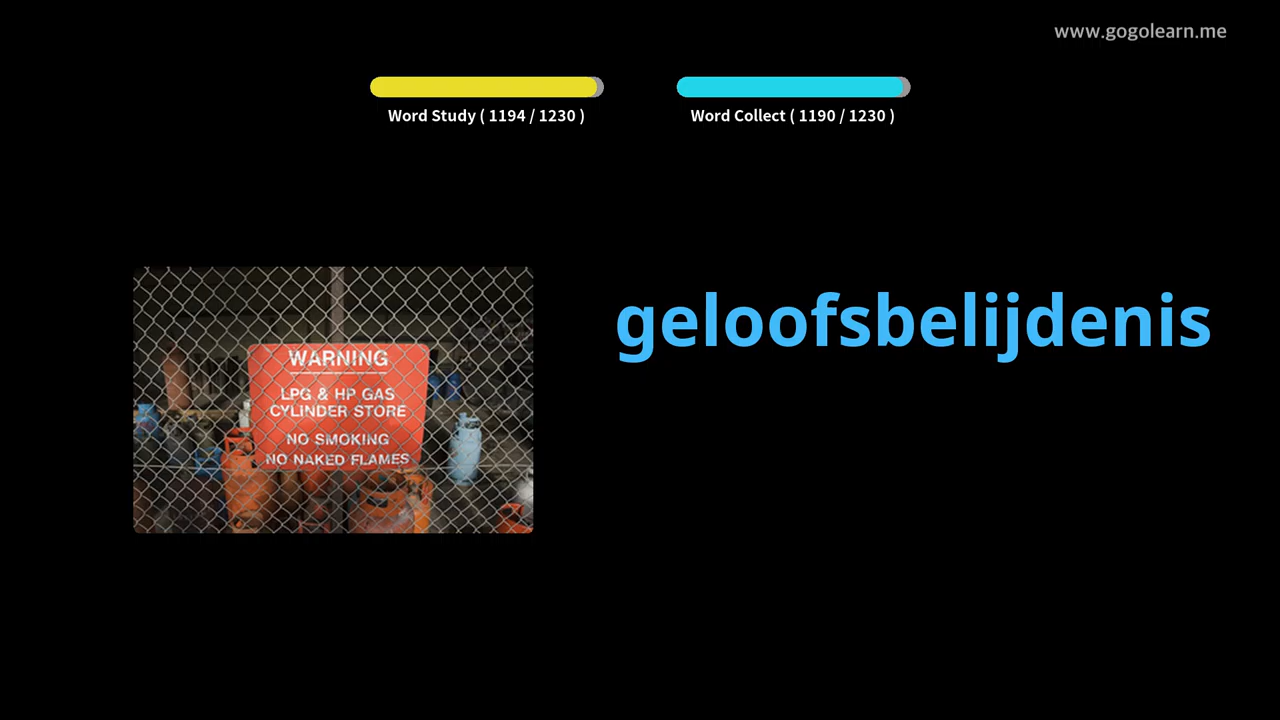 www.gogolearn.me
Word Study ( 1194 / 1230 )
Word Collect ( 1190 / 1230 )
geloofsbelijdenis
WARNING
LPG & HP GAS
CYLINDER STORE
NO SMOKING
NO NAKED FLAMES